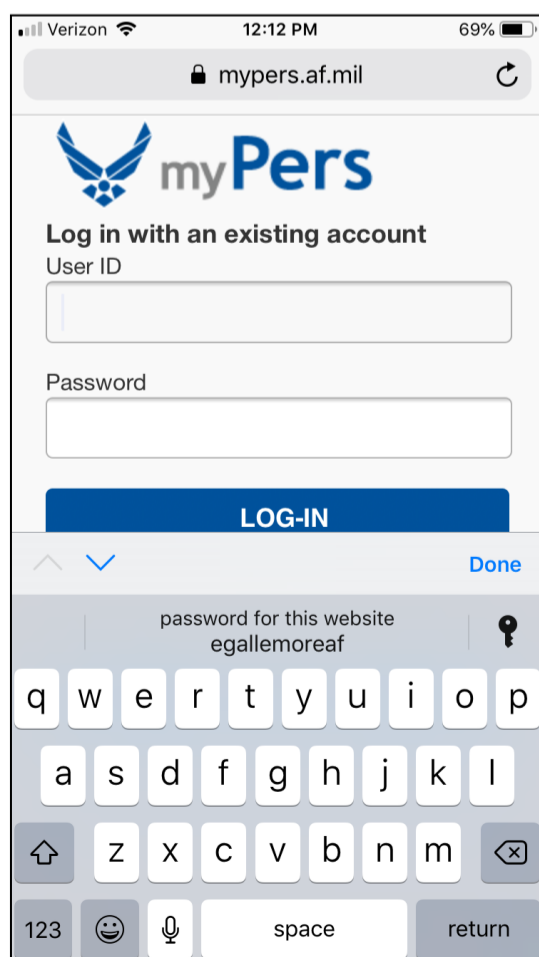 Verizon 12:12 PM 69%
mypers.af.mil
myPers
Log in with an existing account
User ID
Password
LOG-IN
Done
password for this website
egallemoreaf
q w e r t y u i o p
a s d f g h j k l
z x c v b n m
123 space return